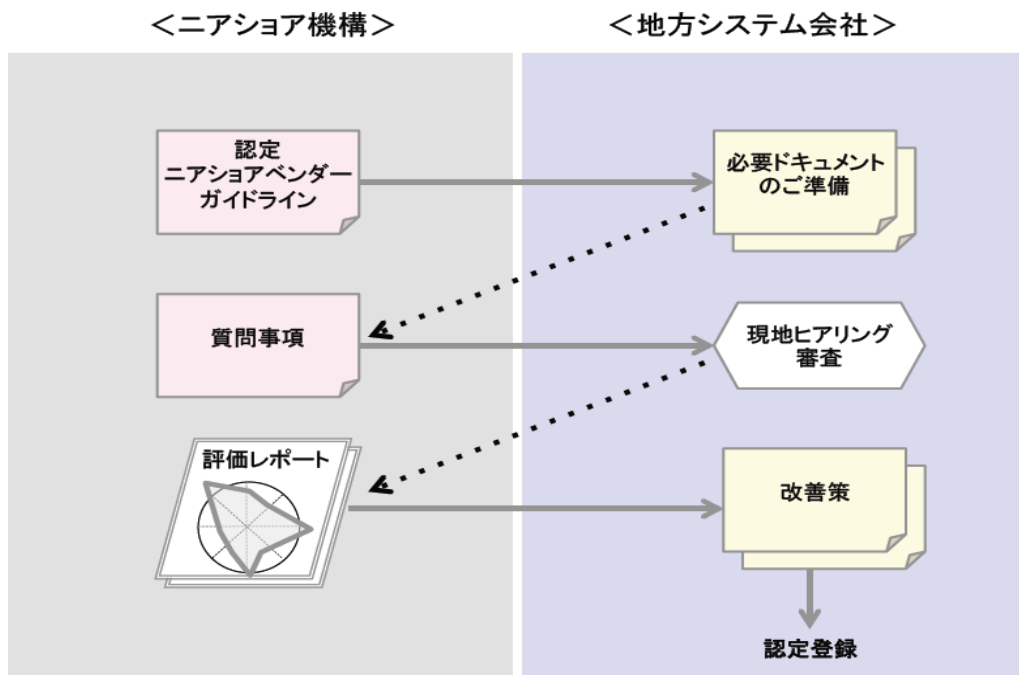 ＜ニアショア機構＞
＜地方システム会社＞
認定
ニアショアベンダー
ガイドライン
必要ドキュメント
のご準備
質問事項
現地ヒアリング
審査
評価レポート
改善策
認定登録